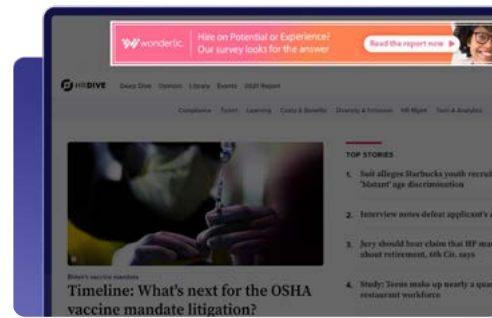 wonderlic.
Hire on Potential or Experience?
Our survey looks for the answer
Read the report now
HRDIVE
Deep Dive Opinion Library Events 2021 Report
Compliance Talent Learning Comp & Benefits Diversity & Inclusion HR Mgmt Tech & Analytics
TOP STORIES
1. Suit alleges Starbucks youth recruit
'blatant' age discrimination
2. Interview notes defeat applicant's
3. Jury should hear claim that HP ma
about retirement, 6th Cir. says
4. Study: Teens make up nearly a qua
restaurant workforce
Biden's vaccine mandate
Timeline: What's next for the OSHA
vaccine mandate litigation?